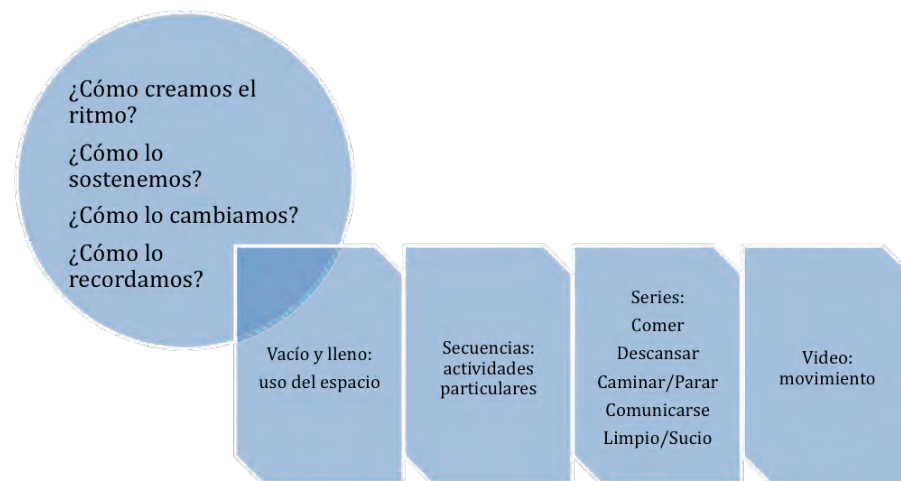 ¿Cómo creamos el
ritmo?
¿Cómo lo
sostenemos?
¿Cómo lo cambiamos?
¿Cómo lo
recordamos?
Vacío y lleno:
uso del espacio
Secuencias:
actividades
particulares
Series:
Comer
Descansar
Caminar/Parar
Comunicarse
Limpio/Sucio
Video:
movimiento